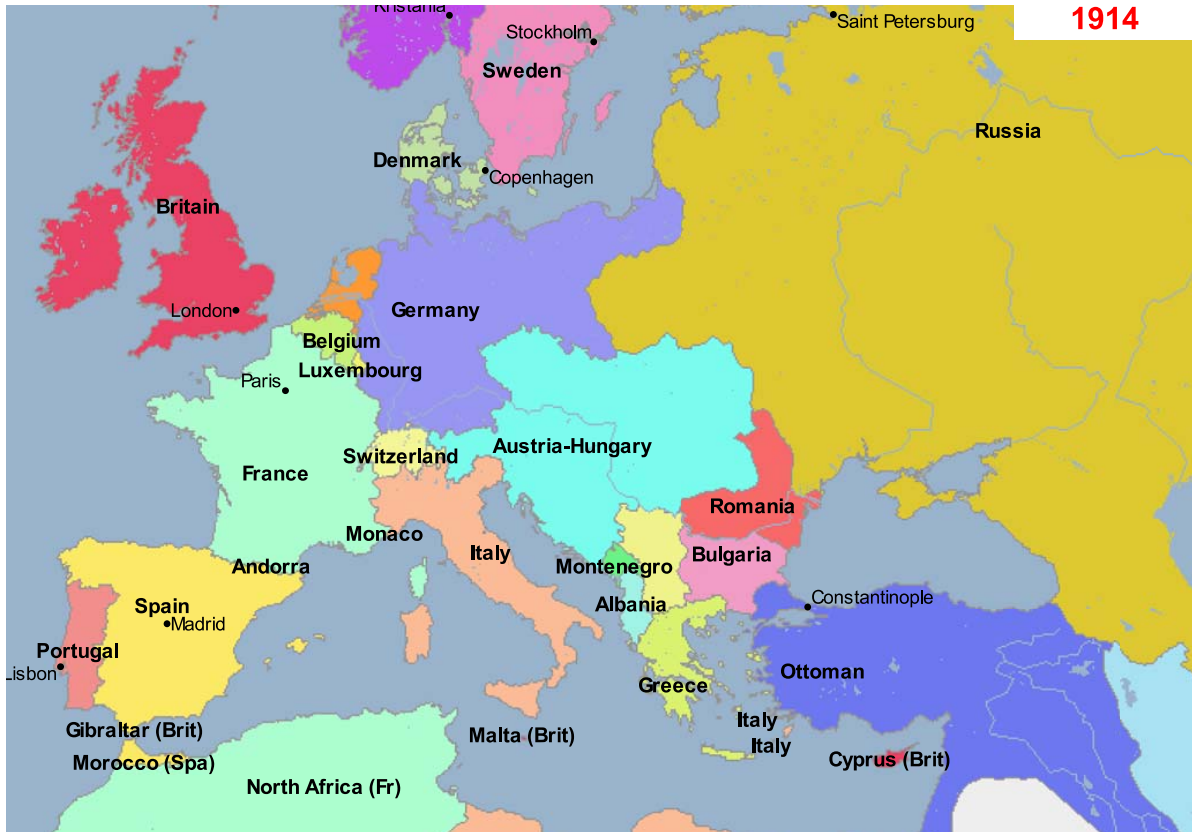 Kristania
1914
Saint Petersburg
Stockholm
Sweden
Russia
Denmark
Copenhagen
Britain
London
Germany
Belgium
Luxembourg
Paris
Switzerland
Austria-Hungary
France
Romania
Monaco
Italy
Bulgaria
Andorra
Montenegro
Constantinople
Albania
Spain
Madrid
Portugal
Lisbon
Ottoman
Greece
Gibraltar (Brit)
Italy
Malta (Brit)
Italy
Morocco (Spa)
Cyprus (Brit)
North Africa (Fr)